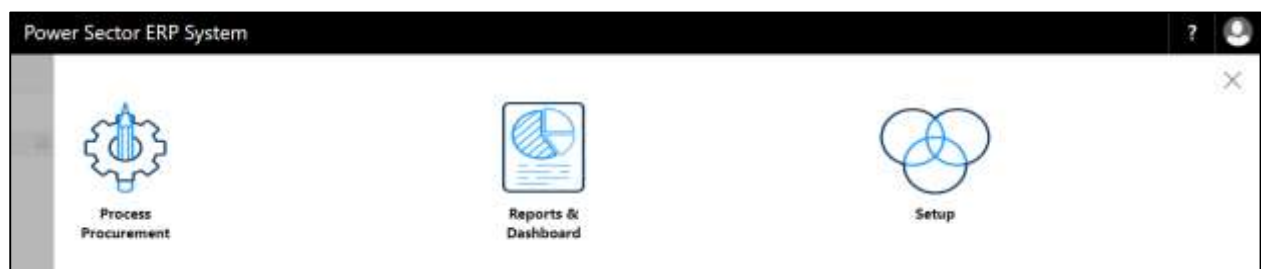 Power Sector ERP System
?
Process
Procurement
Reports &
Dashboard
Setup